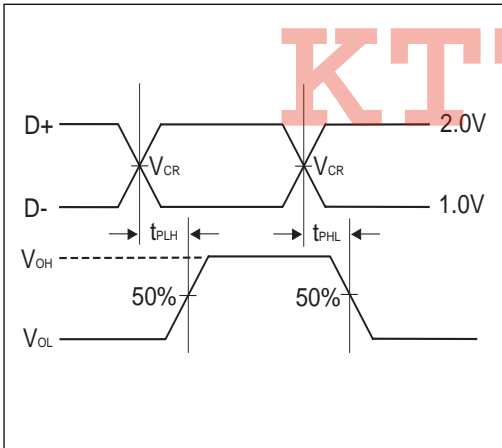 KT
D+
2.0V
VCR
VCR
D-
1.0V
tPLH
tPHL
VOH
50%
50%
VOL